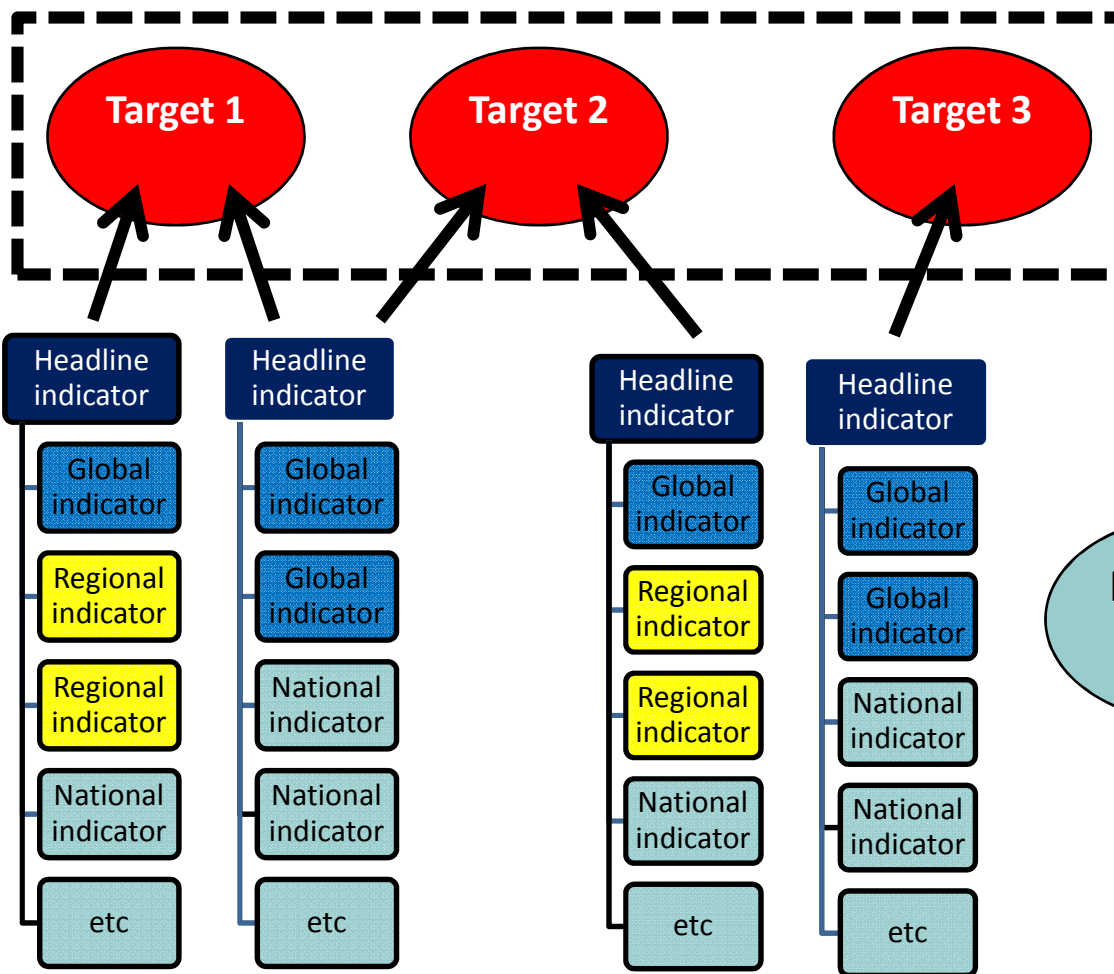 Target 1
Target 2
Target 3
Headline
indicator
Global
indicator
Regional
indicator
Regional
indicator
National
indicator
etc
Headline
indicator
Global
indicator
Global
indicator
National
indicator
National
indicator
etc
Headline
indicator
Global
indicator
Regional
indicator
Regional
indicator
National
indicator
etc
Headline
indicator
Global
indicator
Global
indicator
National
indicator
National
indicator
etc